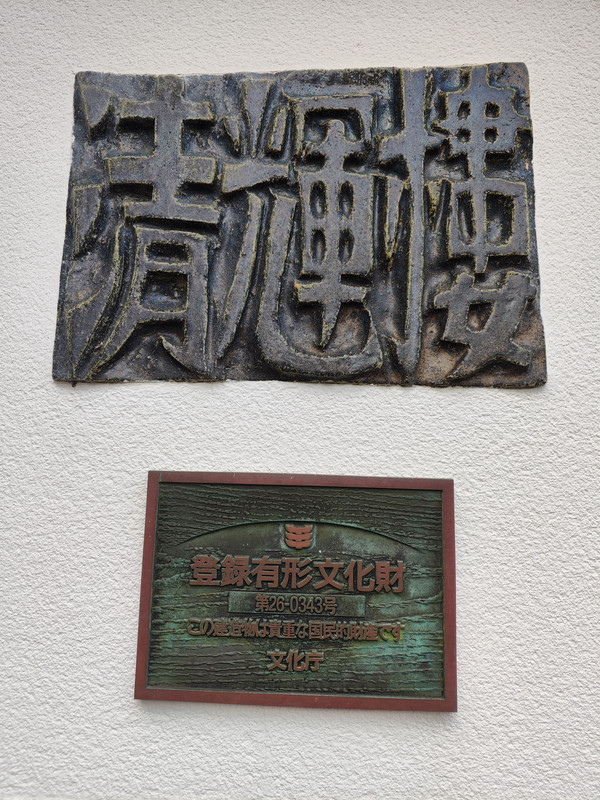 清輝樓
登録有形文化財
第26-0343号
この建造物は貴重な国民的財産です
文化庁